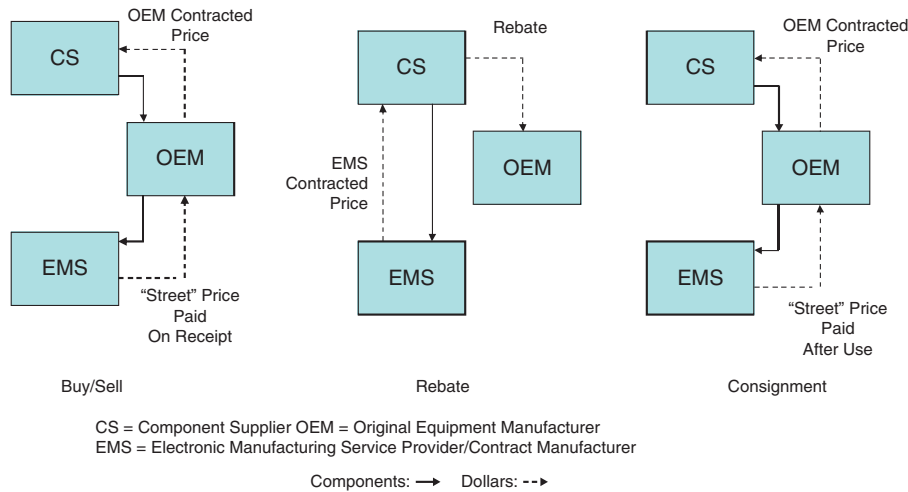 OEM Contracted
Price
CS
OEM
EMS
“Street” Price
Paid
On Receipt
Buy/Sell
Rebate
CS
EMS
Contracted
Price
OEM
EMS
Rebate
OEM Contracted
Price
CS
OEM
EMS
“Street” Price
Paid
After Use
Consignment
CS = Component Supplier OEM = Original Equipment Manufacturer
EMS = Electronic Manufacturing Service Provider/Contract Manufacturer
Components: Dollars: